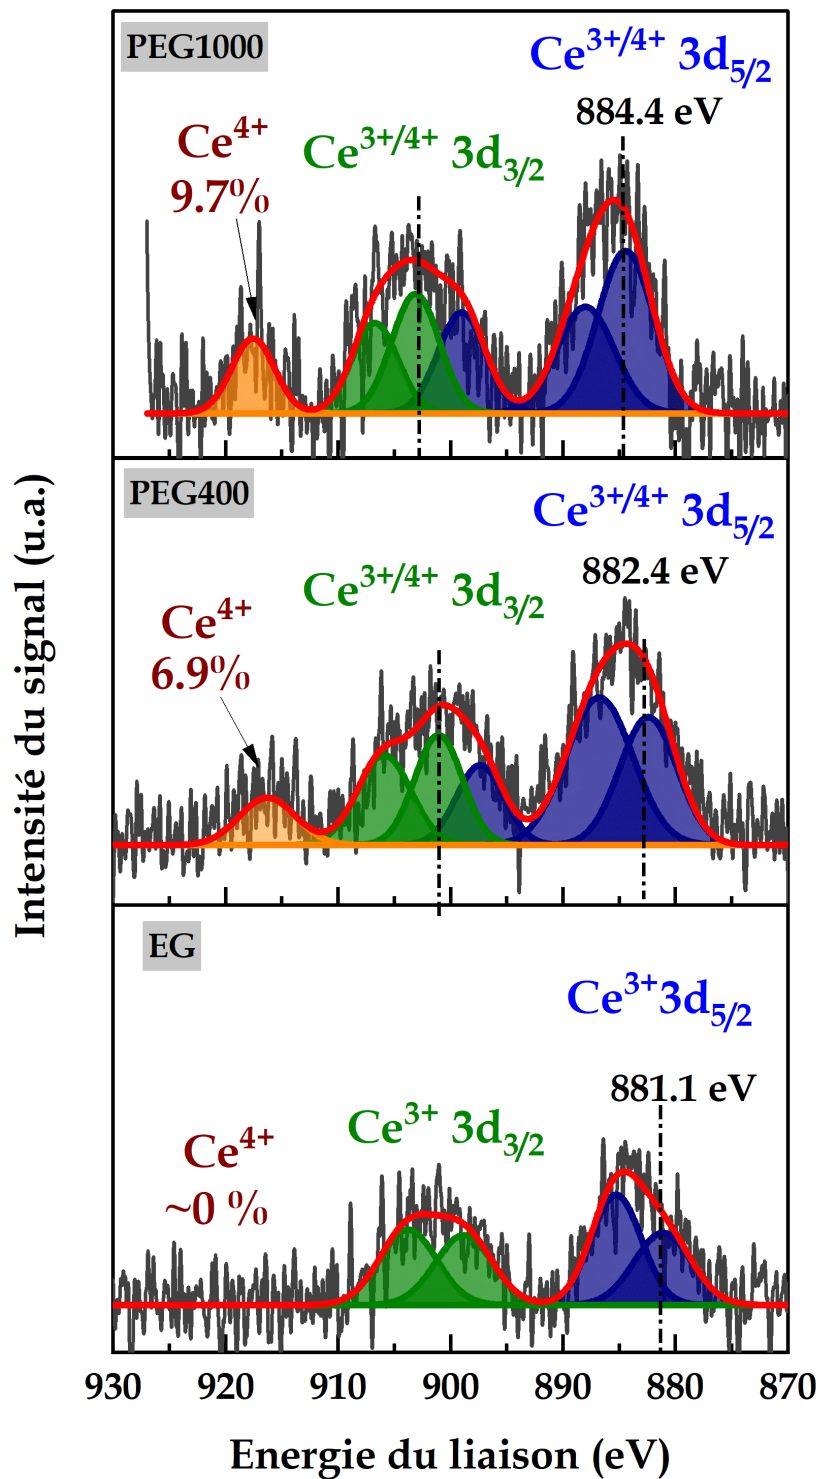 PEG1000
Ce3+/4+ 3d5/2
884.4 eV
Ce4+
9.7%
Ce3+/4+ 3d3/2
PEG400
Ce3+/4+ 3d5/2
882.4 eV
Ce3+/4+ 3d3/2
Ce4+
6.9%
EG
Ce3+3d5/2
881.1 eV
Ce3+ 3d3/2
Ce4+
~0 %
930 920 910 900 890 880 870
Energie du liaison (eV)
Intensité du signal (u.a.)